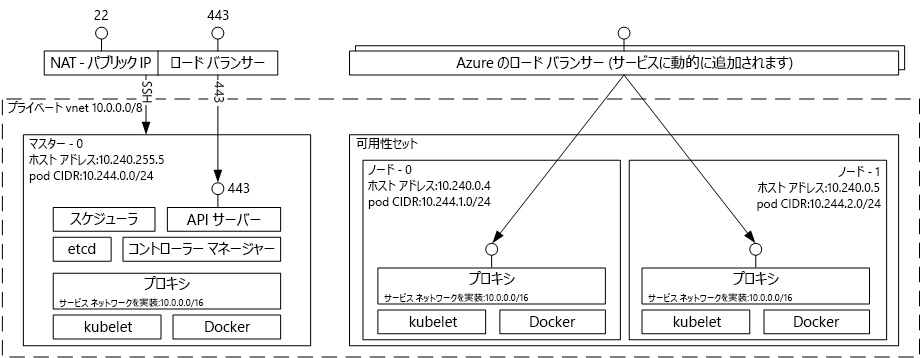 22
443
NAT - パブリック IP
ロード バランサー
Azure のロード バランサー (サービスに動的に追加されます)
SSH
443
プライベート vnet 10.0.0.0/8
マスター - 0
ホスト アドレス:10.240.255.5
pod CIDR:10.244.0.0/24
443
スケジューラ
API サーバー
etcd
コントローラー マネージャー
プロキシ
サービス ネットワークを実装:10.0.0.0/16
kubelet
Docker
可用性セット
ノード - 0
ホスト アドレス:10.240.0.4
pod CIDR:10.244.1.0/24
プロキシ
サービス ネットワークを実装:10.0.0.0/16
kubelet
Docker
ノード - 1
ホスト アドレス:10.240.0.5
pod CIDR:10.244.2.0/24
プロキシ
サービス ネットワークを実装:10.0.0.0/16
kubelet
Docker